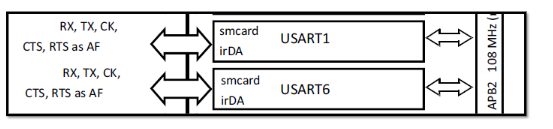 RX, TX, CK,
CTS, RTS as AF
smcard
irDA
USART1
RX, TX, CK,
CTS, RTS as AF
smcard
irDA
USART6
APB2 108 MHz